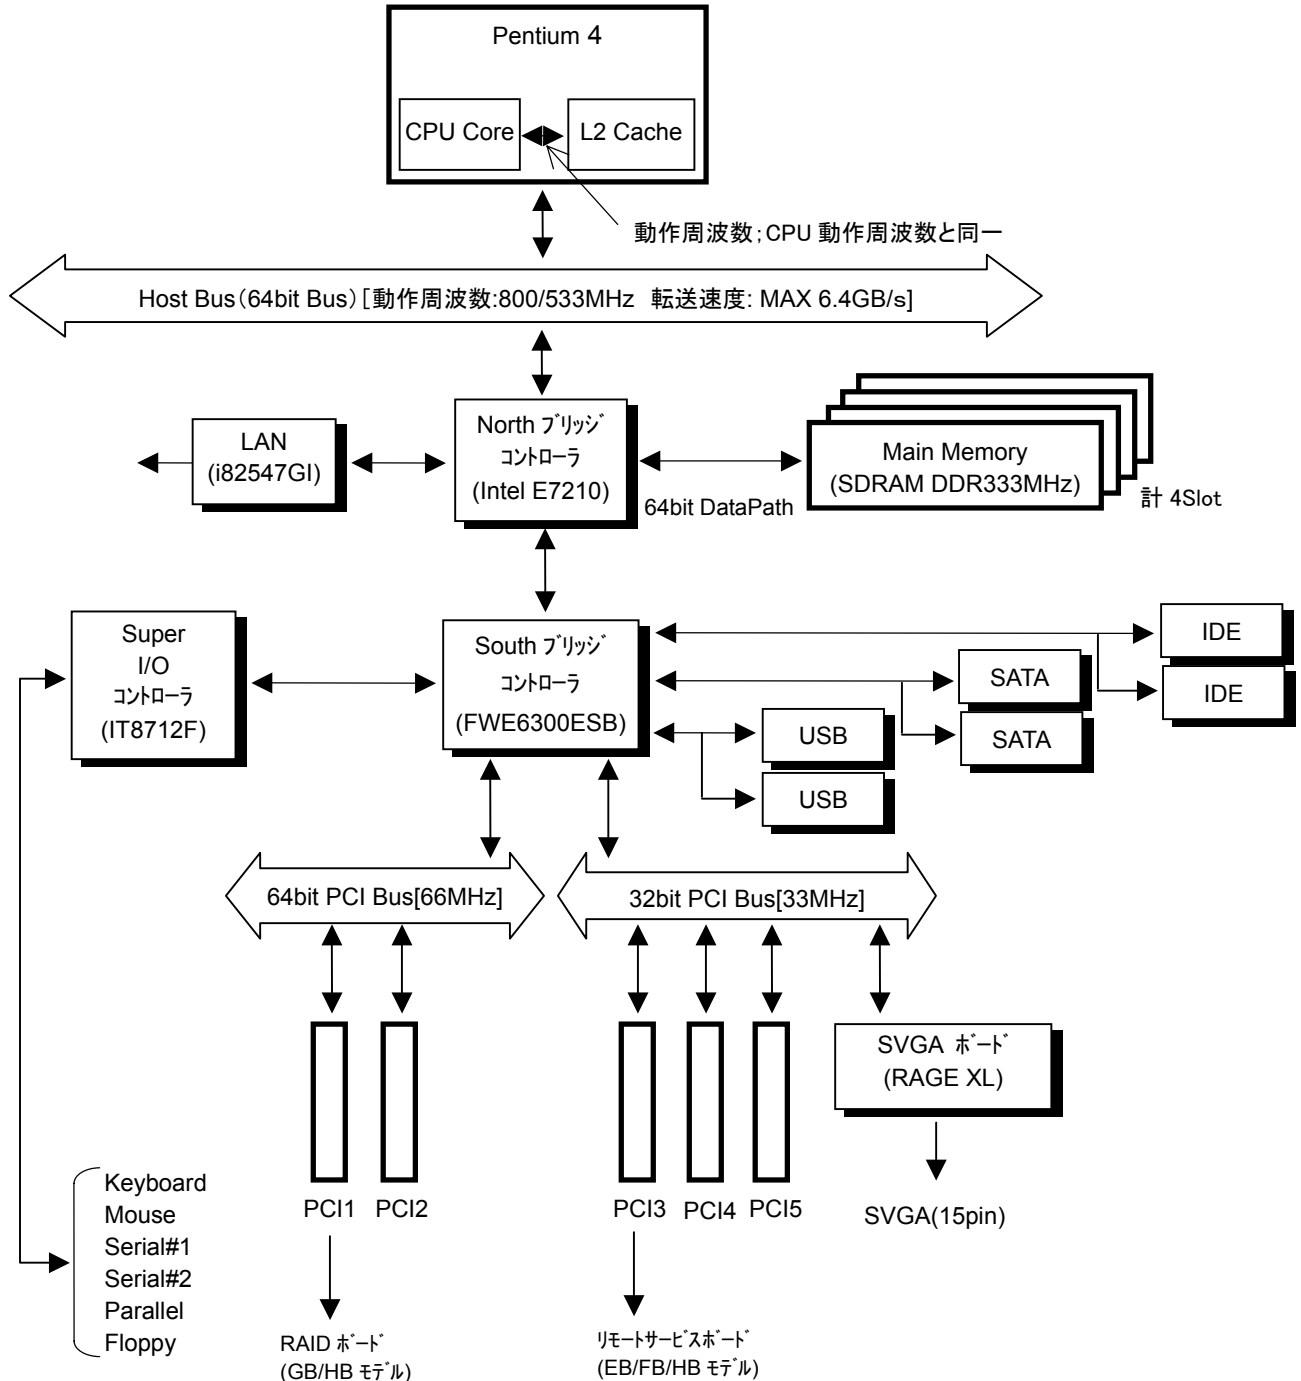 Pentium 4
CPU Core
L2 Cache
動作周波数；CPU 動作周波数と同一
Host Bus（64bit Bus）[動作周波数:800/533MHz 転送速度: MAX 6.4GB/s]
LAN
(i82547GI)
North ﾌﾞﾘｯｼﾞ
ｺﾝﾄﾛｰﾗ
(Intel E7210)
64bit DataPath
Main Memory
(SDRAM DDR333MHz)
計 4Slot
Super
I/O
ｺﾝﾄﾛｰﾗ
(IT8712F)
South ﾌﾞﾘｯｼﾞ
ｺﾝﾄﾛｰﾗ
(FWE6300ESB)
IDE
IDE
SATA
SATA
USB
USB
64bit PCI Bus[66MHz]
32bit PCI Bus[33MHz]
SVGA ﾎﾞｰﾄﾞ
(RAGE XL)
PCI1
PCI2
PCI3
PCI4
PCI5
SVGA(15pin)
Keyboard
Mouse
Serial#1
Serial#2
Parallel
Floppy
RAID ﾎﾞｰﾄﾞ
(GB/HB ﾓﾃﾞﾙ)
ﾘﾓｰﾄｻｰﾋﾞｽﾎﾞｰﾄﾞ
(EB/FB/HB ﾓﾃﾞﾙ)